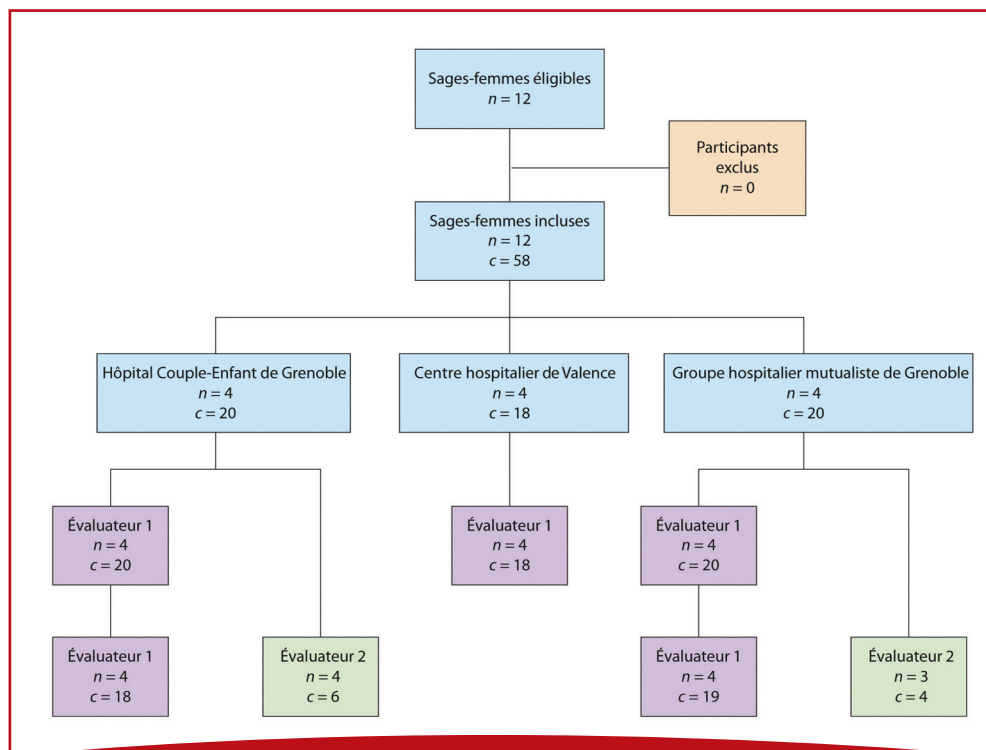 Sages-femmes éligibles
n = 12
Participants
exclus
n = 0
Sages-femmes incluses
n = 12
c = 58
Hôpital Couple-Enfant de Grenoble
n = 4
c = 20
Centre hospitalier de Valence
n = 4
c = 18
Groupe hospitalier mutualiste de Grenoble
n = 4
c = 20
Évaluateur 1
n = 4
c = 20
Évaluateur 1
n = 4
c = 18
Évaluateur 1
n = 4
c = 20
Évaluateur 1
n = 4
c = 18
Évaluateur 2
n = 4
c = 6
Évaluateur 1
n = 4
c = 19
Évaluateur 2
n = 3
c = 4